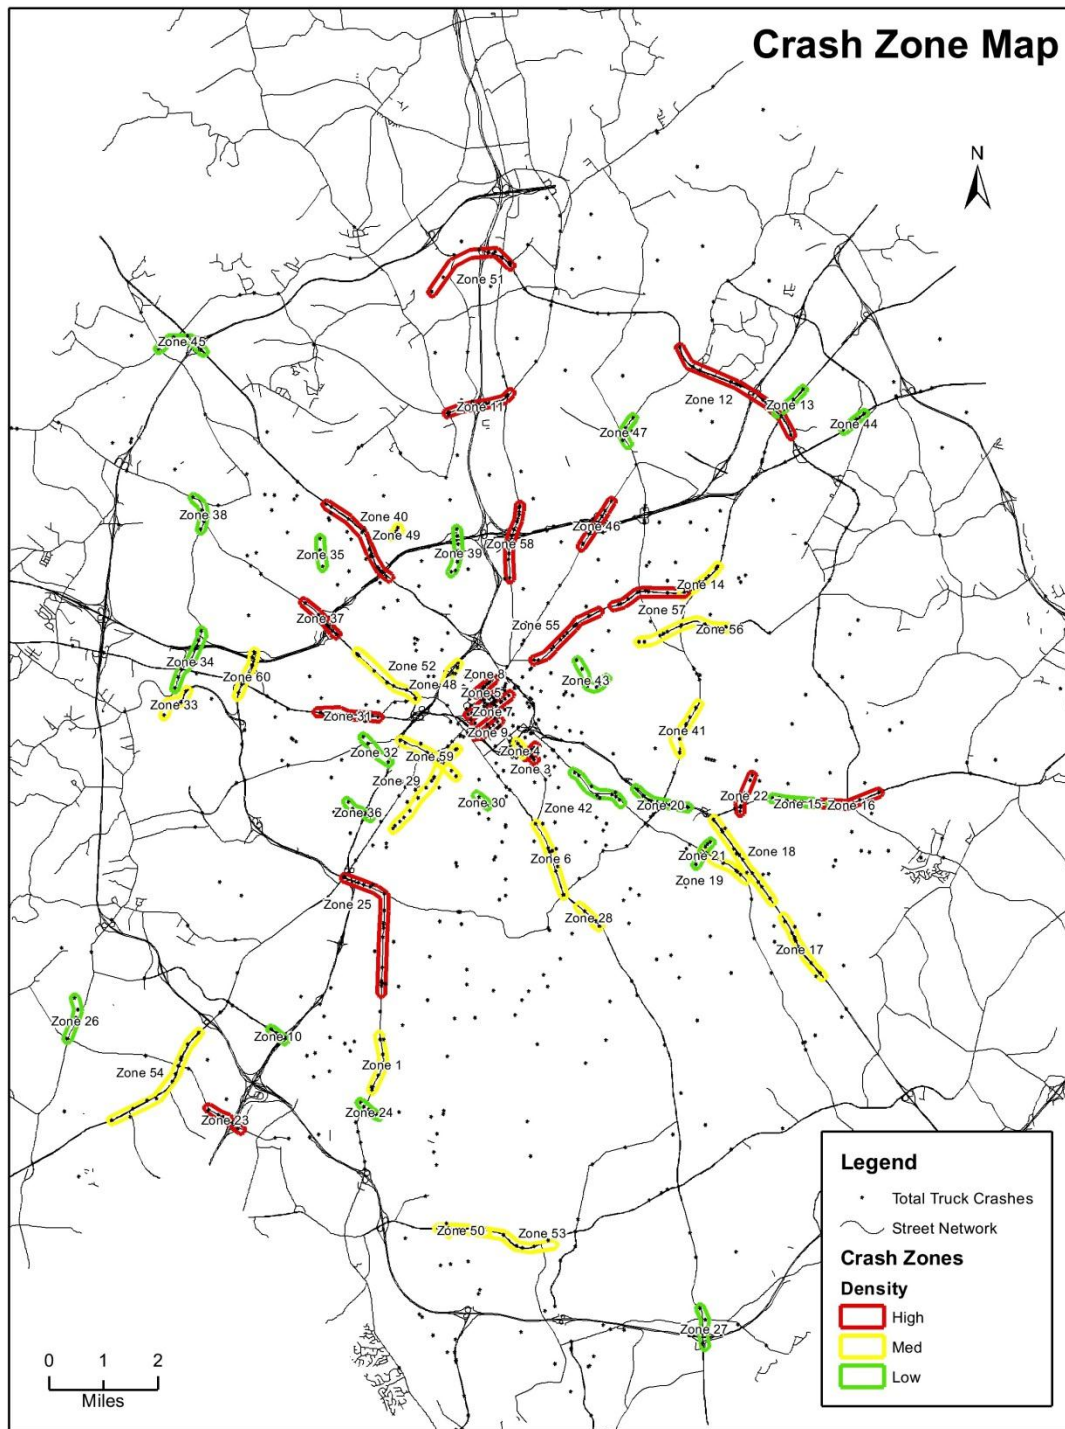 Crash Zone Map
N
Zone 51
Zone 45
Zone 11
Zone 12
Zone 13
Zone 44
Zone 47
Zone 38
Zone 40
Zone 49
Zone 35
Zone 39
Zone 58
Zone 46
Zone 14
Zone 57
Zone 37
Zone 55
Zone 56
Zone 34
Zone 60
Zone 52
Zone 48
Zone 8
Zone 43
Zone 5
Zone 33
Zone 31
Zone 7
Zone 9
Zone 41
Zone 32
Zone 59
Zone 4
Zone 3
Zone 29
Zone 22
Zone 30
Zone 36
Zone 42
Zone 20
Zone 15
Zone 16
Zone 6
Zone 21
Zone 18
Zone 19
Zone 25
Zone 28
Zone 17
Zone 26
Zone 10
Zone 54
Zone 1
Zone 23
Zone 24
Zone 50
Zone 53
Zone 27
Legend
Total Truck Crashes
Street Network
Crash Zones
Density
High
Med
Low
0 1 2
Miles